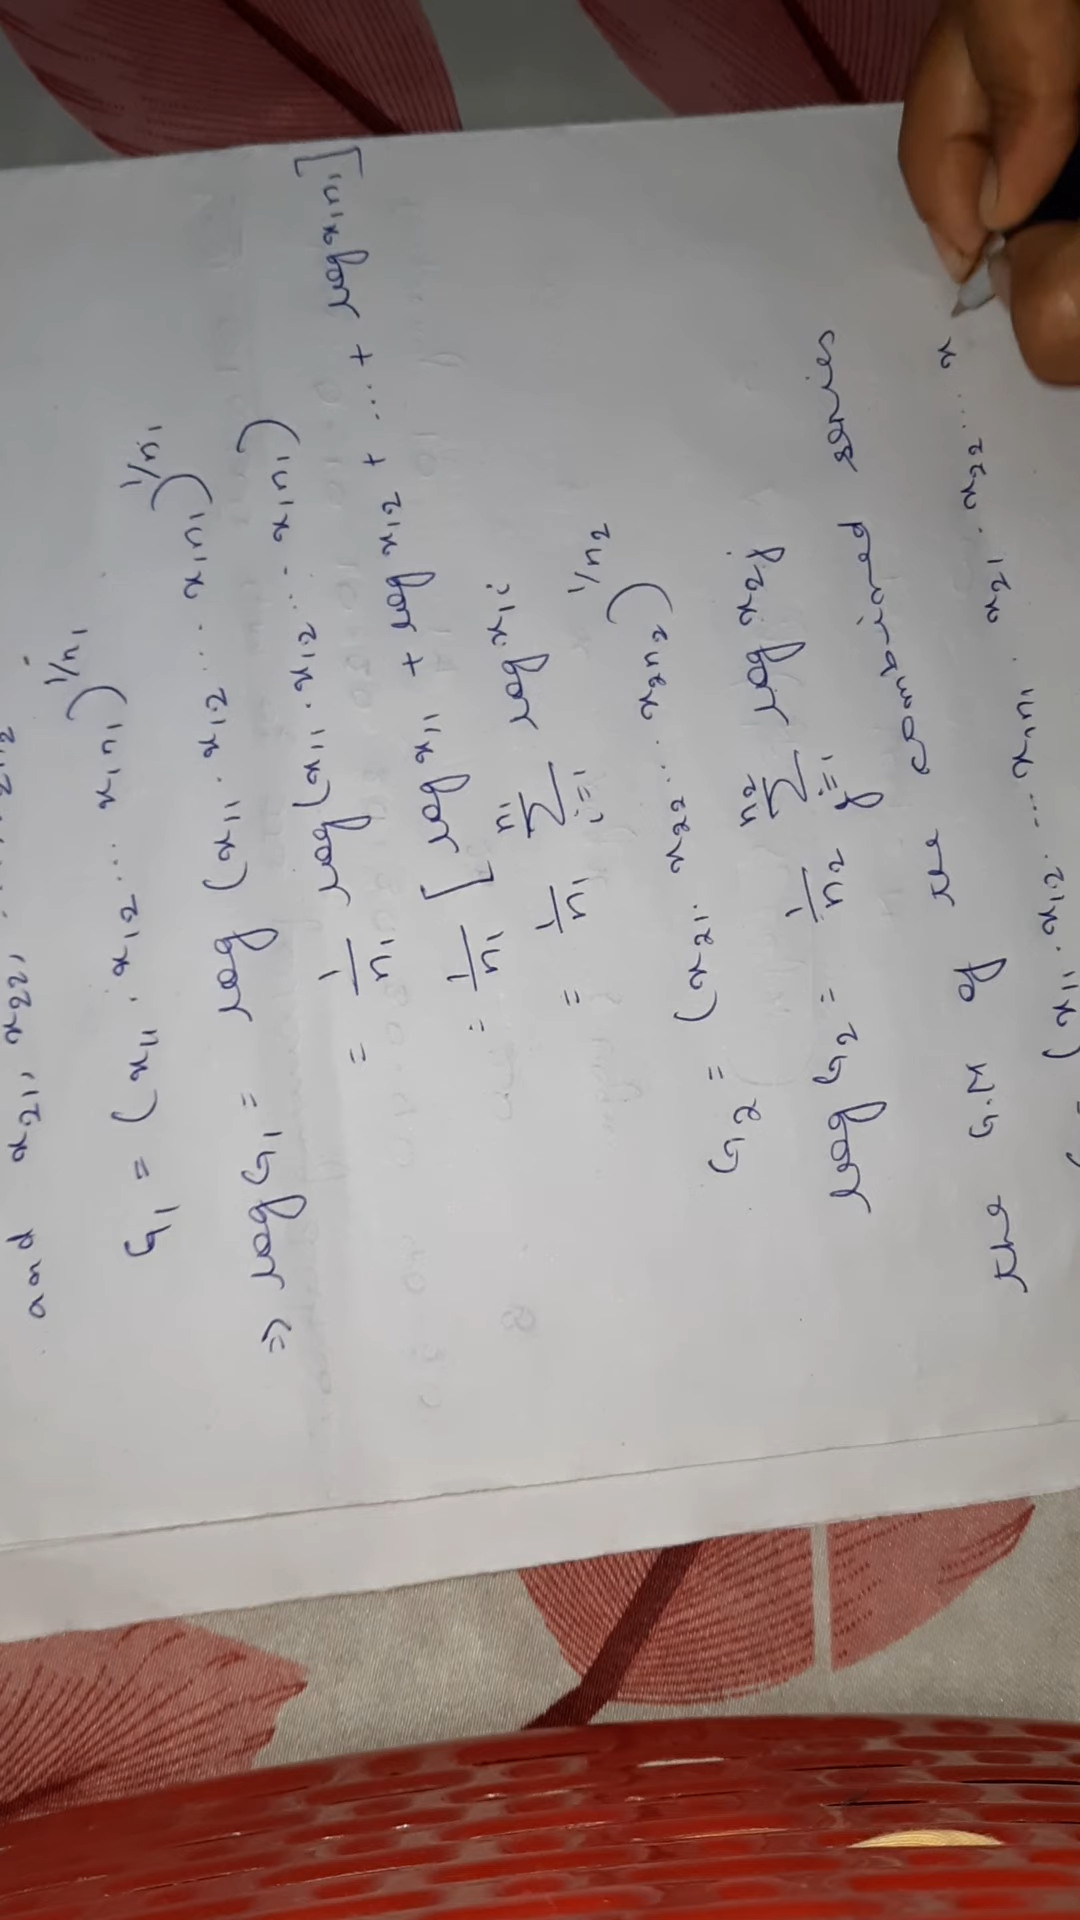 and x21, x22,
G1 = (x11 . x12 ... x1n1)^1/n1
⇒ log G1 = log (x11 . x12 ... x1n1)^1/n1
= 1/n1 log (x11 . x12 ... x1n1)
= 1/n1 [log x11 + log x12 + ... + log x1n1]
= 1/n1 n1∑i=1 log x1i
G2 = (x21. x22 ... x2n2)^1/n2
log G2 = 1/n2 n2∑j=1 log x2j
The G.M of the combined series
(x11 . x12. ... x1n1 . x21 . x22 ... x